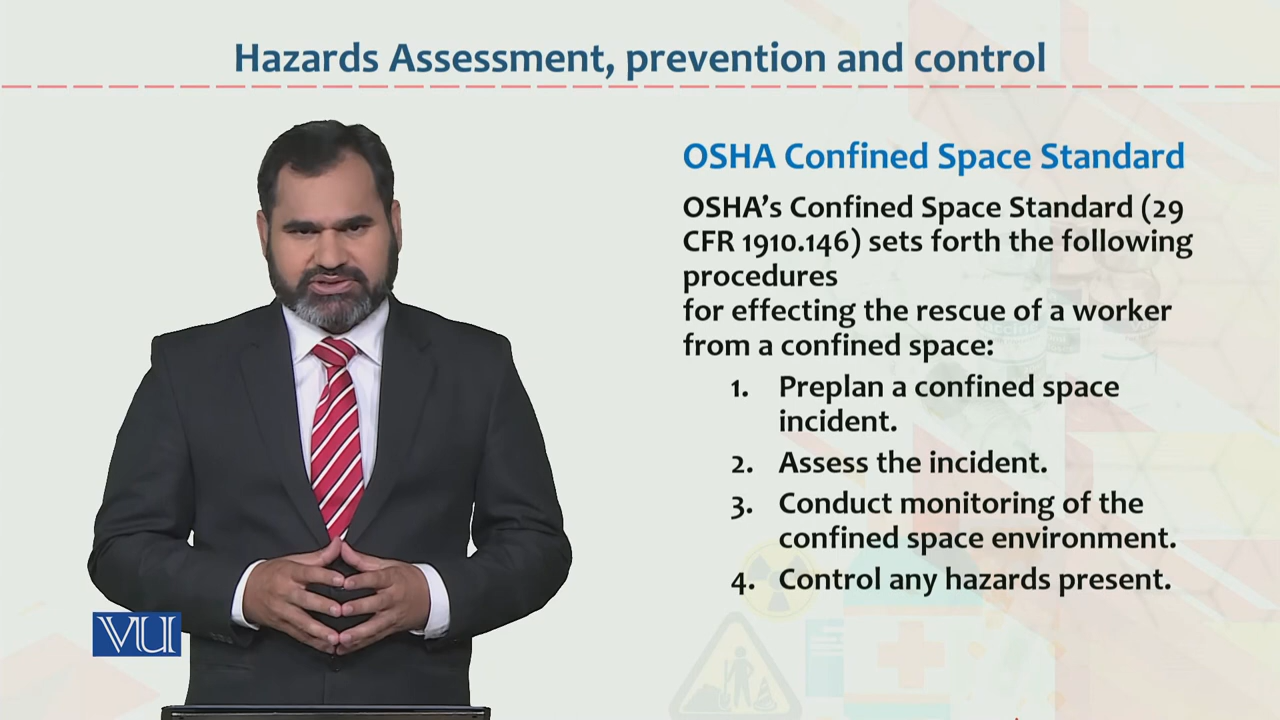 Hazards Assessment, prevention and control
OSHA Confined Space Standard
OSHA's Confined Space Standard (29
CFR 1910.146) sets forth the following
procedures
for effecting the rescue of a worker
from a confined space:
1. Preplan a confined space
incident.
2. Assess the incident.
3. Conduct monitoring of the
confined space environment.
4. Control any hazards present.
VU